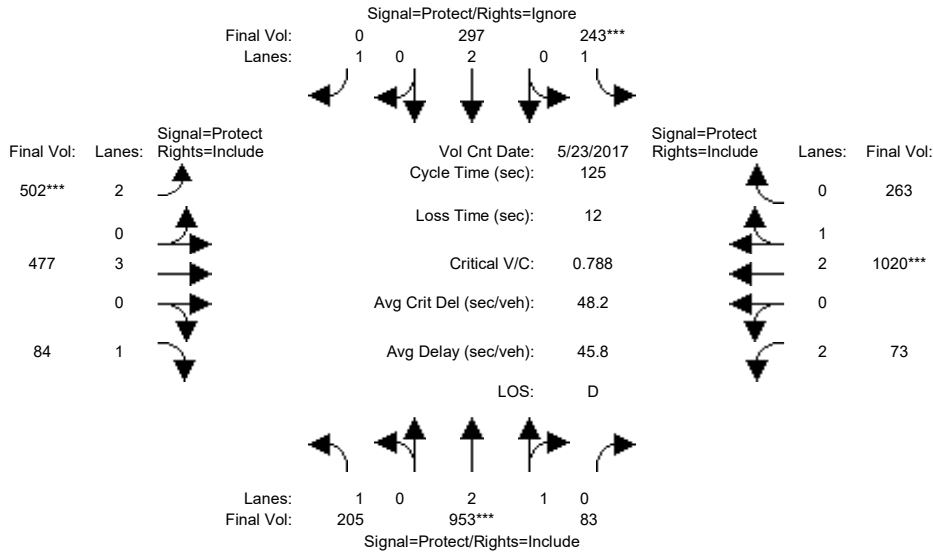 Signal=Protect/Rights=Ignore
Final Vol: 0 297 243***
Lanes: 1 0 2 0 1
Signal=Protect
Final Vol: Lanes: Rights=Include
Vol Cnt Date: 5/23/2017
Signal=Protect
Rights=Include Lanes: Final Vol:
Cycle Time (sec): 125
502*** 2
0 263
Loss Time (sec): 12
0
1
477 3
Critical V/C: 0.788
2 1020***
0
Avg Crit Del (sec/veh): 48.2
0
84 1
Avg Delay (sec/veh): 45.8
2 73
LOS: D
Lanes: 1 0 2 1 0
Final Vol: 205 953*** 83
Signal=Protect/Rights=Include